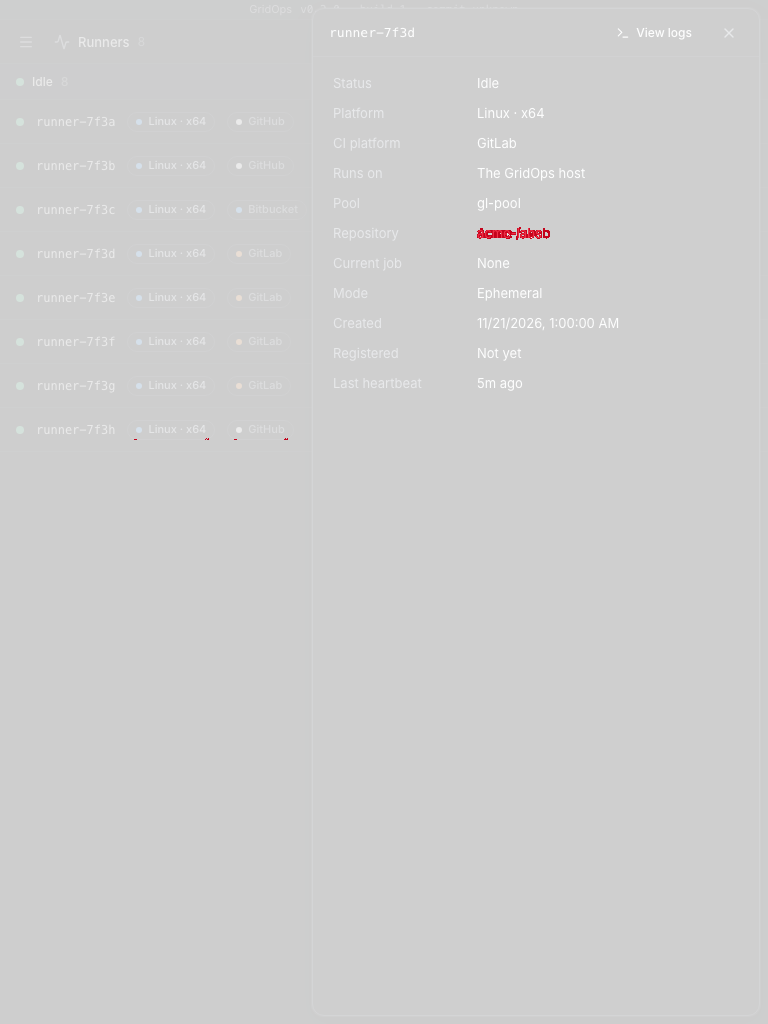 GridOps
runner-7f3d
View logs
Runners 8
Idle 8
runner-7f3a Linux · x64 GitHub
runner-7f3b Linux · x64 GitHub
runner-7f3c Linux · x64 Bitbucket
runner-7f3d Linux · x64 GitLab
runner-7f3e Linux · x64 GitLab
runner-7f3f Linux · x64 GitLab
runner-7f3g Linux · x64 GitLab
runner-7f3h Linux · x64 GitHub
Status Idle
Platform Linux · x64
CI platform GitLab
Runs on The GridOps host
Pool gl-pool
Repository
Current job None
Mode Ephemeral
Created 11/21/2026, 1:00:00 AM
Registered Not yet
Last heartbeat 5m ago